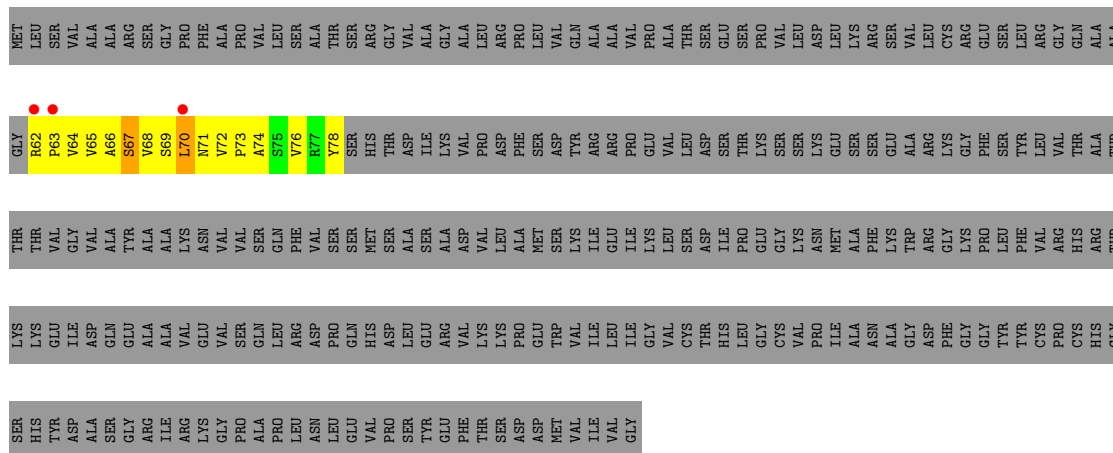 MET LEU SER VAL ALA ALA ARG SER GLY PRO PHE ALA PRO VAL LEU SER ALA THR SER ARG GLY VAL ALA GLY ALA LEU ARG PRO LEU VAL GLN ALA ALA VAL PRO ALA THR SER GLU SER PRO VAL LEU ASP LEU LYS ARG SER VAL LEU CYS ARG GLU SER LEU ARG GLY GLN ALA ALA
GLY R62 P63 V64 V65 A66 S67 V68 S69 L70 N71 V72 P73 A74 S75 V76 R77 Y78 SER HIS THR ASP ILE LYS VAL PRO ASP PHE SER ASP TYR ARG ARG PRO GLU VAL LEU ASP SER THR LYS SER SER LYS GLU SER SER GLU ALA ARG LYS GLY PHE SER TYR LEU VAL THR ALA THR
THR THR VAL GLY VAL ALA TYR ALA ALA LYS ASN VAL VAL SER GLN PHE VAL SER SER MET SER ALA SER ALA ASP VAL LEU ALA MET SER LYS ILE GLU ILE LYS LEU SER ASP ILE PRO GLU GLY LYS ASN MET ALA PHE LYS TRP ARG GLY LYS PRO LEU PHE VAL ARG HIS ARG THR
LYS LYS GLU ILE ASP GLN GLU ALA ALA VAL GLU VAL SER GLN LEU ARG ASP PRO GLN HIS ASP LEU GLU ARG VAL LYS LYS PRO GLU TRP VAL ILE LEU ILE GLY VAL CYS THR HIS LEU GLY CYS VAL PRO ILE ALA ASN ALA GLY ASP PHE GLY GLY TYR TYR CYS PRO CYS HIS GLY
SER HIS TYR ASP ALA SER GLY ARG ILE ARG LYS GLY PRO ALA PRO LEU ASN LEU GLU VAL PRO SER TYR GLU PHE THR SER ASP ASP MET VAL ILE VAL GLY